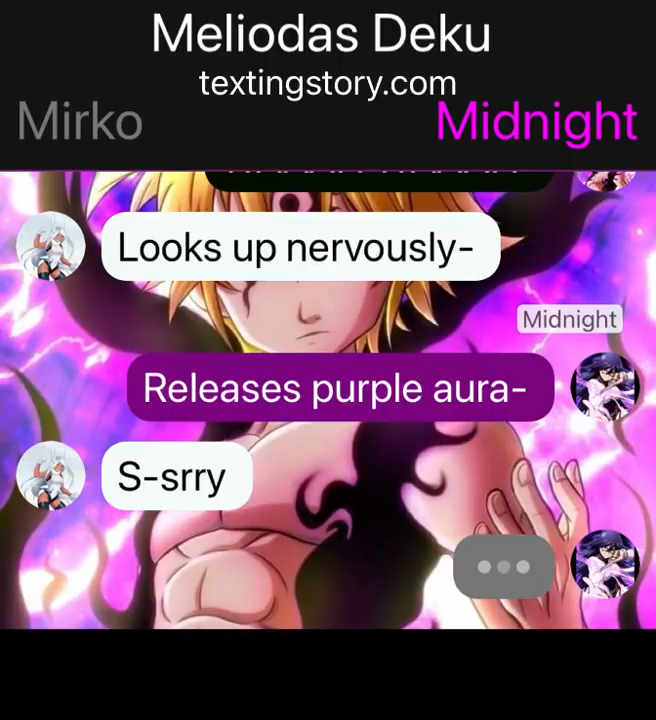 Meliodas Deku
textingstory.com
Mirko
Midnight
Looks up nervously-
Midnight
Releases purple aura-
S-srry